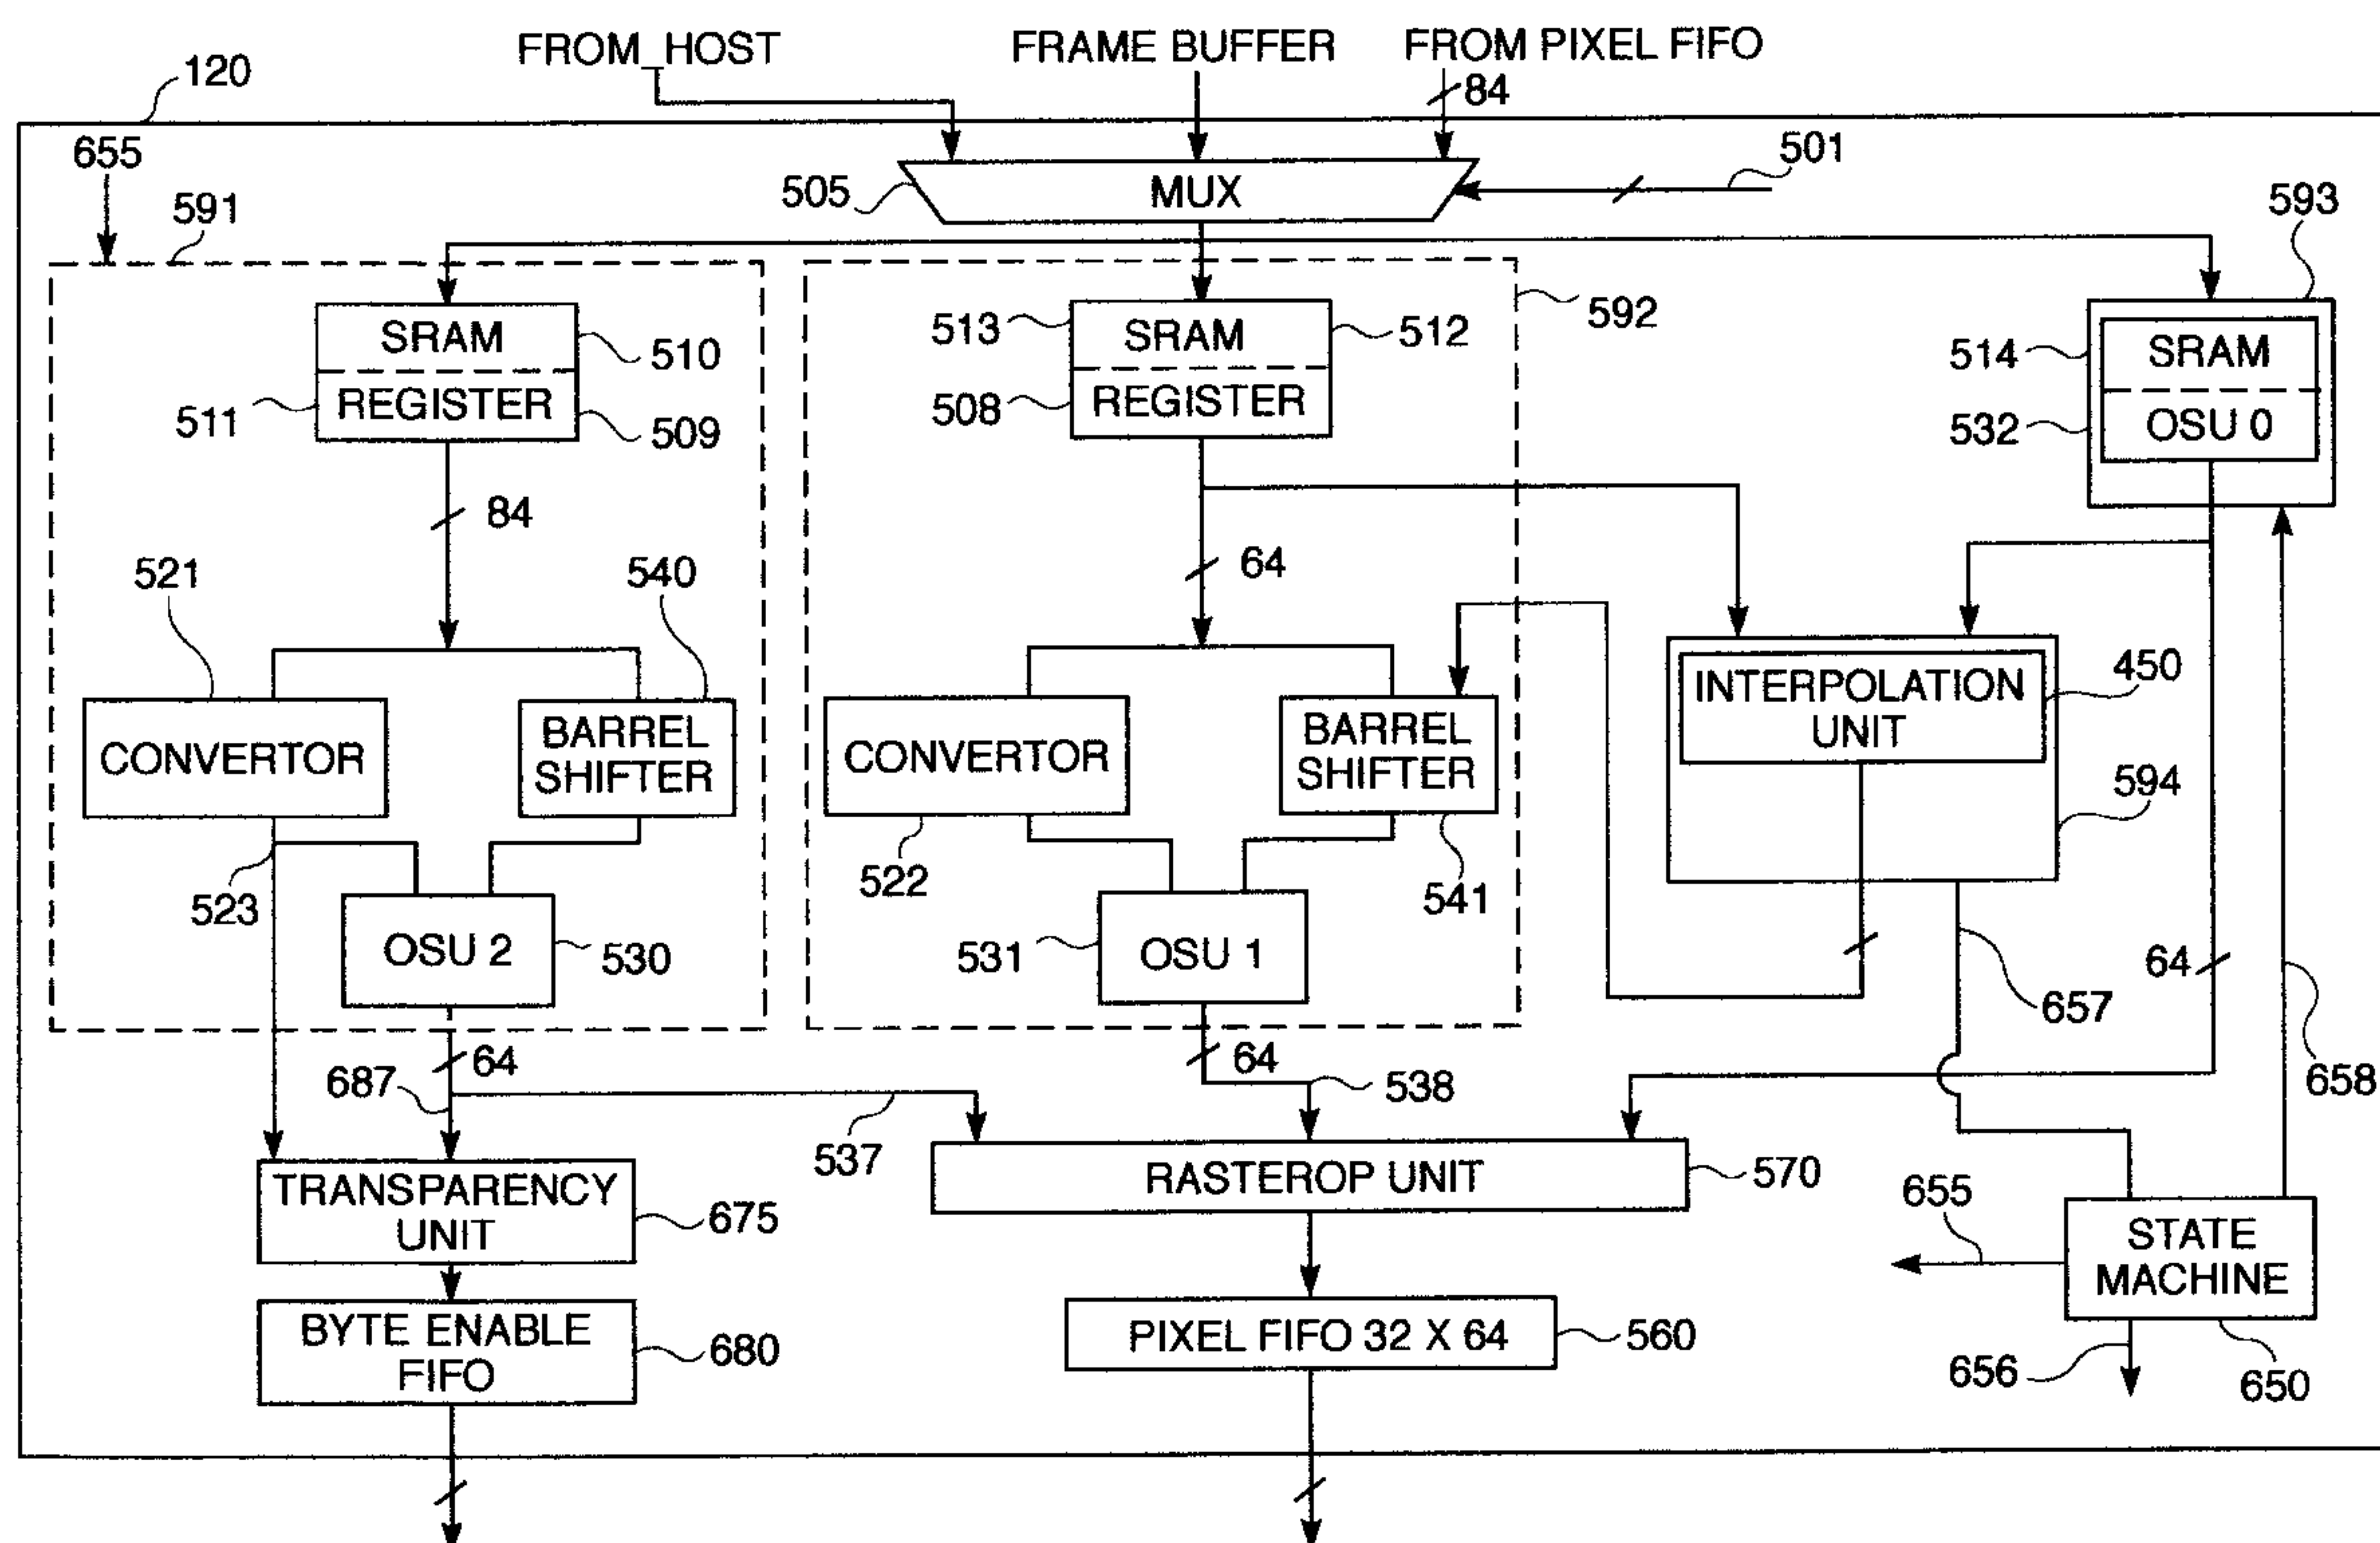 FROM_HOST
FRAME BUFFER
FROM PIXEL FIFO
120
84
655
501
591
505
MUX
593
592
513
SRAM
512
SRAM
510
514
SRAM
511
REGISTER
509
508
REGISTER
532
OSU 0
84
64
521
540
450
INTERPOLATION
UNIT
CONVERTOR
BARREL
SHIFTER
CONVERTOR
BARREL
SHIFTER
594
523
522
541
OSU 2
530
531
OSU 1
64
657
64
64
687
538
658
537
TRANSPARENCY
UNIT
675
RASTEROP UNIT
570
655
STATE
MACHINE
BYTE ENABLE
FIFO
680
PIXEL FIFO 32 X 64
560
656
650